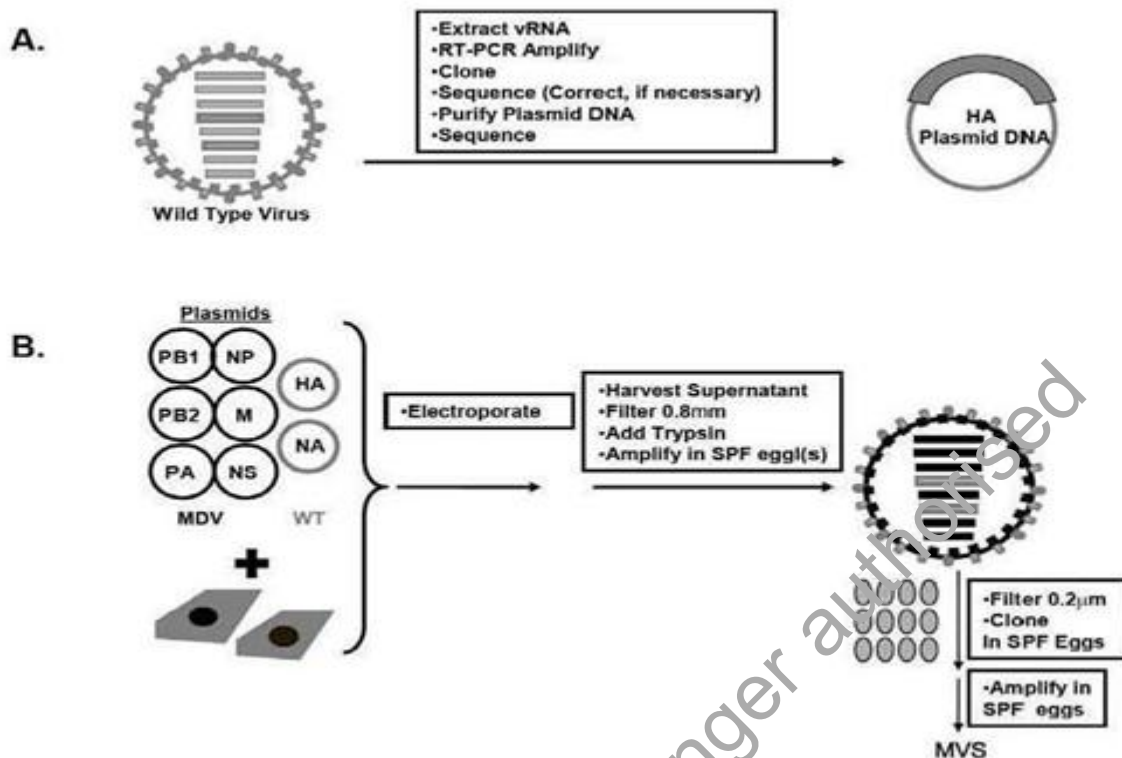 A.
•Extract vRNA
•RT-PCR Amplify
•Clone
•Sequence (Correct, if necessary)
•Purify Plasmid DNA
•Sequence
HA
Plasmid DNA
Wild Type Virus
B.
Plasmids
PB1
NP
HA
PB2
M
NA
PA
NS
MDV
WT
•Electroporate
•Harvest Supernatant
•Filter 0.8mm
•Add Trypsin
•Amplify in SPF eggl(s)
•Filter 0.2µm
•Clone
In SPF Eggs
•Amplify in
SPF eggs
MVS
nger authorised